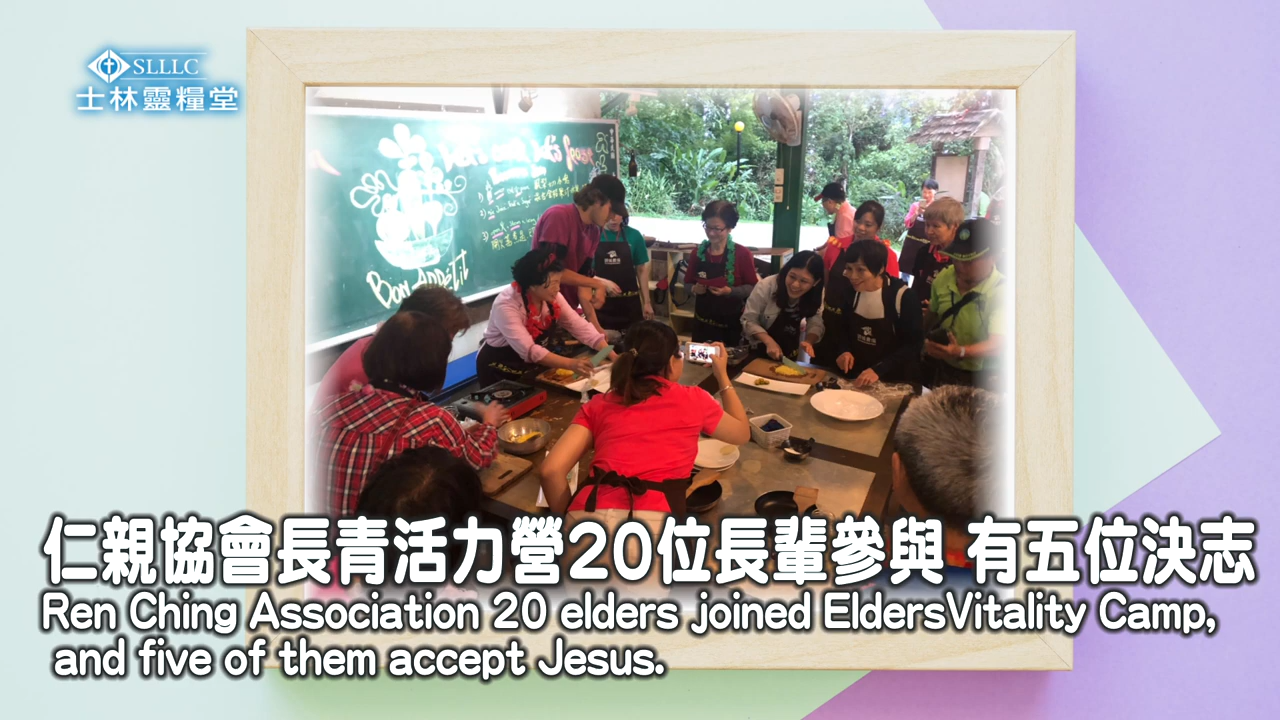 SLLLC
士林靈糧堂
Bon Appetit
仁親協會長青活力營20位長輩參與 有五位決志
Ren Ching Association 20 elders joined EldersVitality Camp,
and five of them accept Jesus.